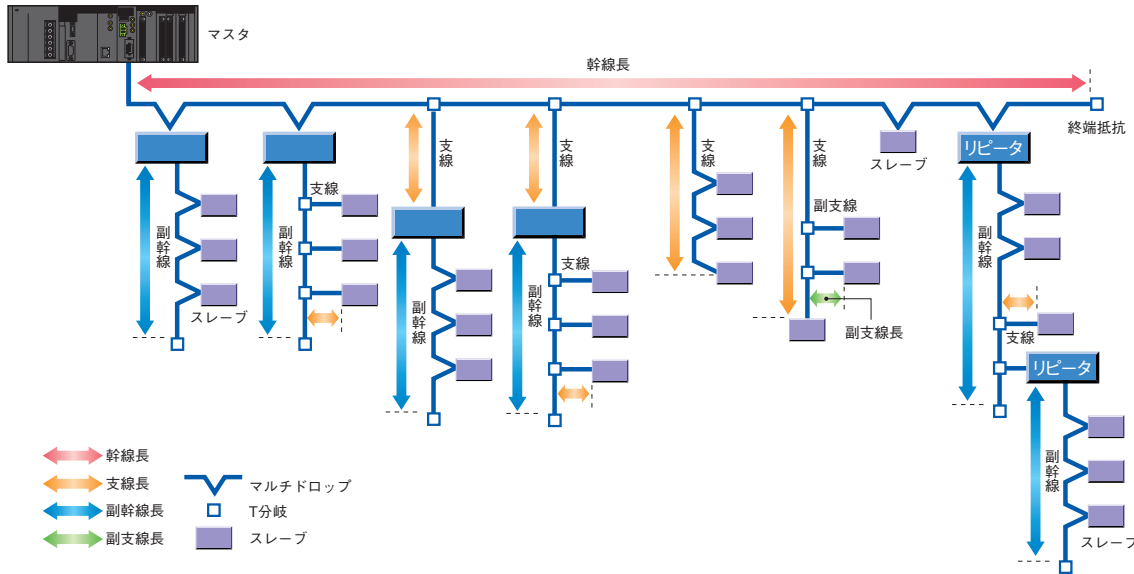 マスタ
幹線長
終端抵抗
支線
支線
支線
支線
スレーブ
リピータ
支線
副支線
副幹線
副幹線
副幹線
支線
副幹線
副幹線
スレーブ
副支線長
支線
リピータ
幹線長
支線長
副幹線長
副支線長
マルチドロップ
T分岐
スレーブ
副幹線
スレーブ